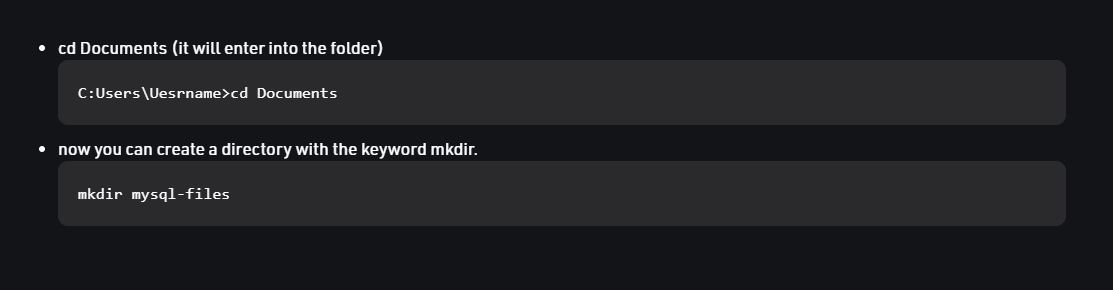 cd Documents (it will enter into the folder)
C:Users\Uesrname>cd Documents
now you can create a directory with the keyword mkdir.
mkdir mysql-files